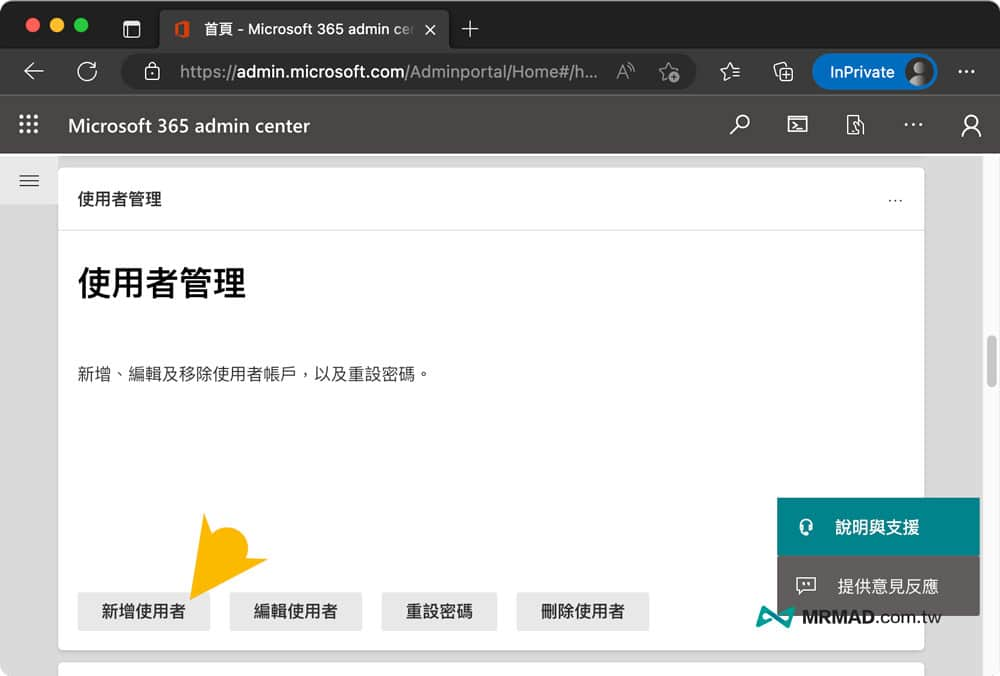 首頁 - Microsoft 365 admin cer
https://admin.microsoft.com/Adminportal/Home#/h...
InPrivate
Microsoft 365 admin center
使用者管理
使用者管理
新增、編輯及移除使用者帳戶，以及重設密碼。
說明與支援
提供意見反應
新增使用者
編輯使用者
重設密碼
刪除使用者
MRMAD.com.tw